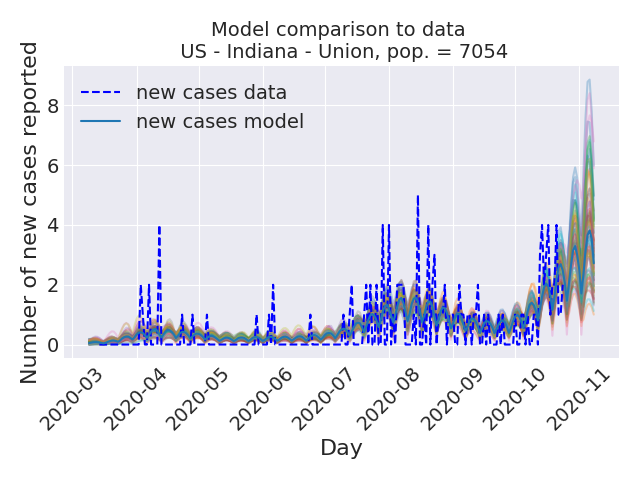 Model comparison to data
US - Indiana - Union, pop. = 7054
Number of new cases reported
8
6
4
2
0
new cases data
new cases model
2020-03
2020-04
2020-05
2020-06
2020-07
2020-08
2020-09
2020-10
2020-11
Day